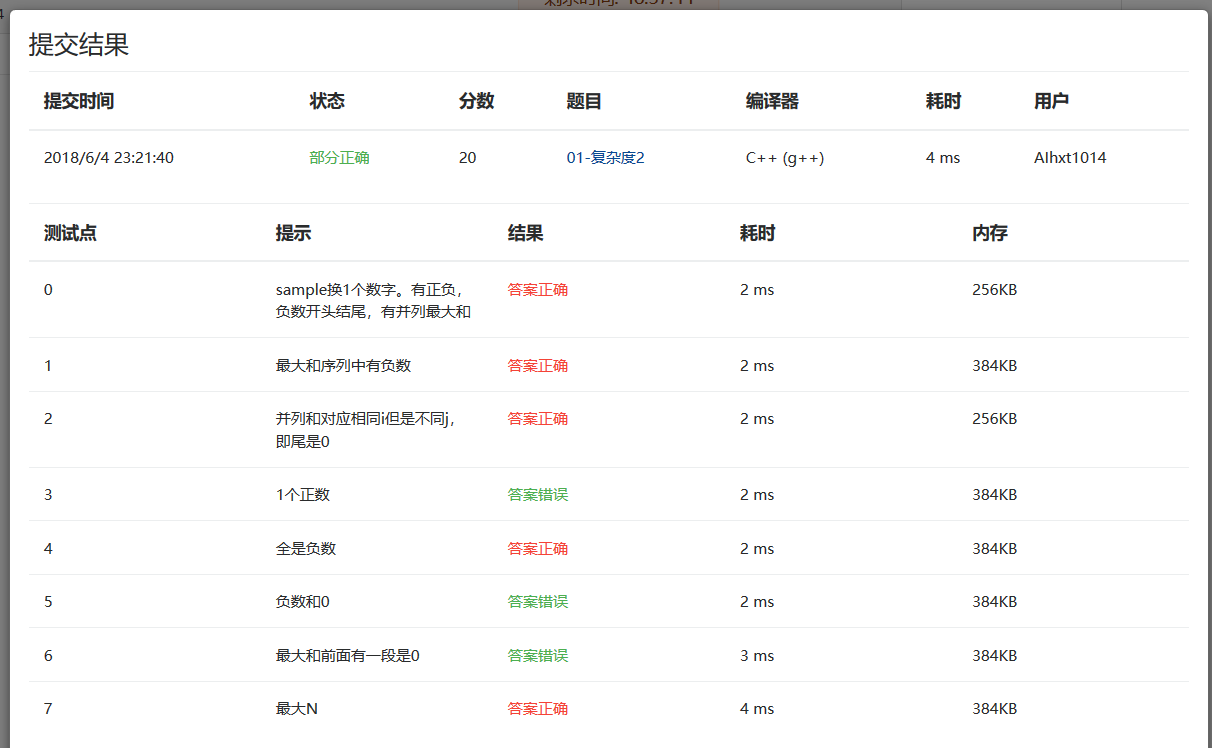 提交结果
提交时间 状态 分数 题目 编译器 耗时 用户
2018/6/4 23:21:40 部分正确 20 01-复杂度2 C++ (g++) 4 ms Alhxt1014
测试点 提示 结果 耗时 内存
0 sample换1个数字。有正负， 答案正确 2 ms 256KB
负数开头结尾，有并列最大和
1 最大和序列中有负数 答案正确 2 ms 384KB
2 并列和对应相同i但是不同j， 答案正确 2 ms 256KB
即尾是0
3 1个正数 答案错误 2 ms 384KB
4 全是负数 答案正确 2 ms 384KB
5 负数和0 答案错误 2 ms 384KB
6 最大和前面有一段是0 答案错误 3 ms 384KB
7 最大N 答案正确 4 ms 384KB